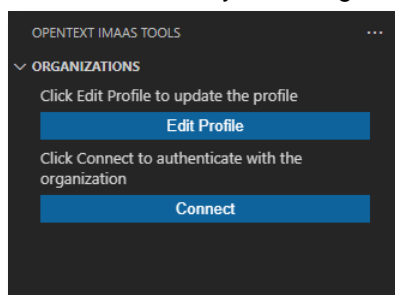 OPENTEXT IMAAS TOOLS ...
ORGANIZATIONS
Click Edit Profile to update the profile
Edit Profile
Click Connect to authenticate with the
organization
Connect